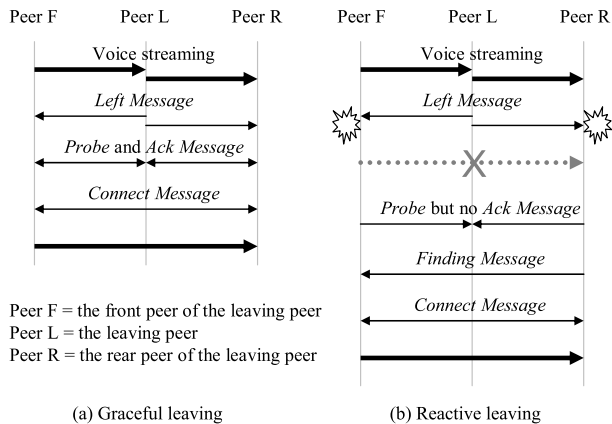 Peer F Peer L Peer R
Voice streaming
Left Message
Probe and Ack Message
Connect Message
Peer F = the front peer of the leaving peer
Peer L = the leaving peer
Peer R = the rear peer of the leaving peer
(a) Graceful leaving
Peer F Peer L Peer R
Voice streaming
Left Message
X
Probe but no Ack Message
Finding Message
Connect Message
(b) Reactive leaving